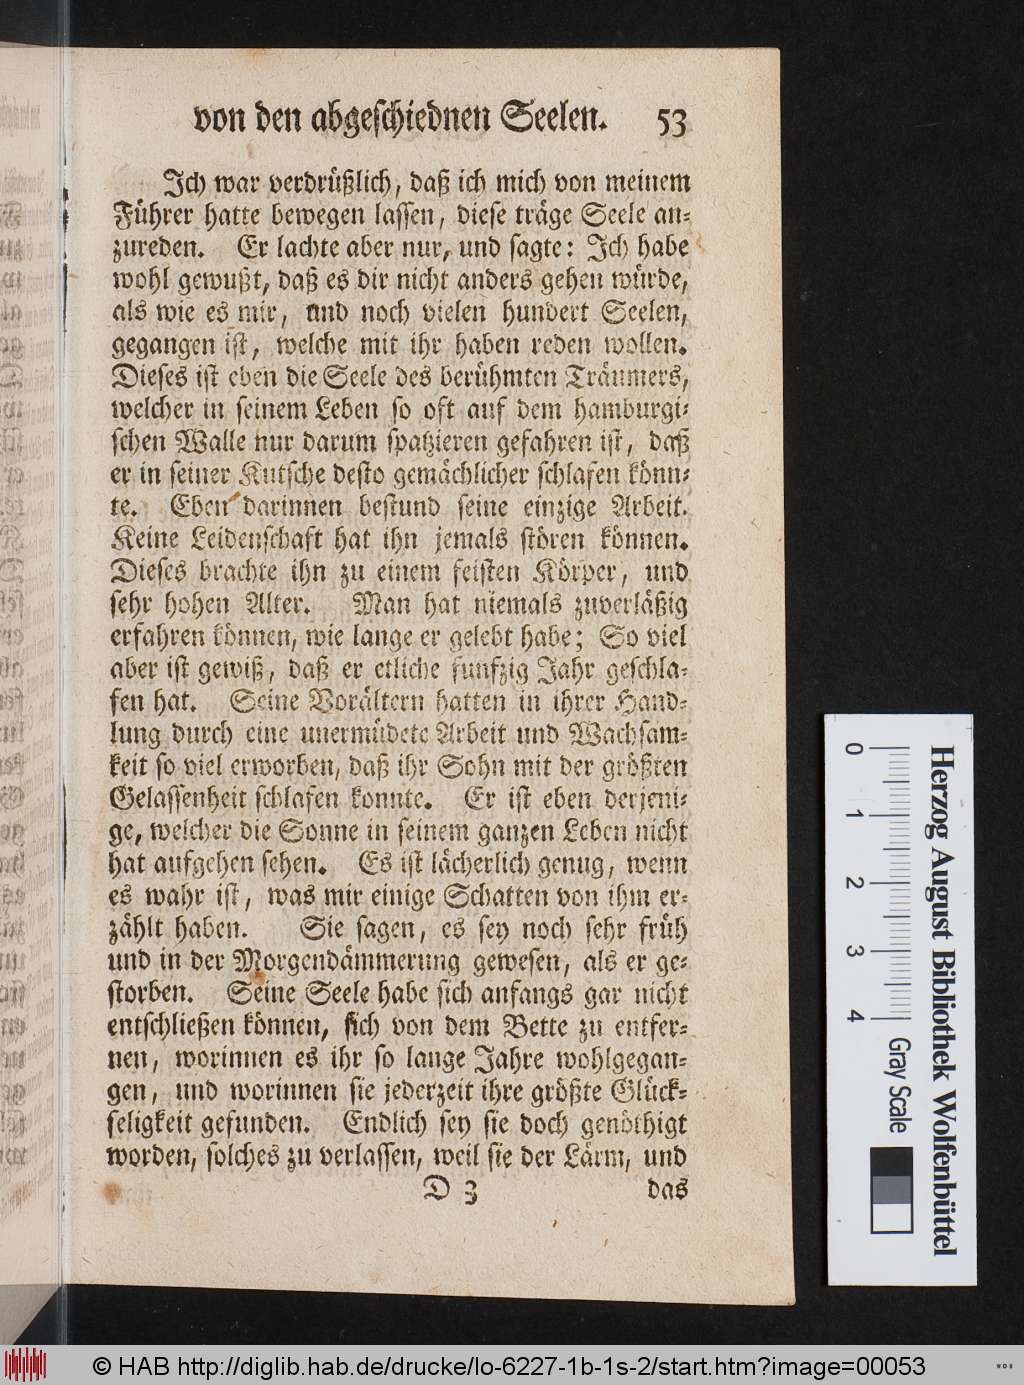 von den abgeschiednen Seelen. 53
Ich war verdrüßlich, daß ich mich von meinem
Führer hatte bewegen lassen, diese träge Seele an-
zureden. Er lachte aber nur, und sagte: Ich habe
wohl gewußt, daß es dir nicht anders gehen würde,
als wie es mir, und noch vielen hundert Seelen,
gegangen ist, welche mit ihr haben reden wollen.
Dieses ist eben die Seele des berühmten Träumers,
welcher in seinem Leben so oft auf dem hamburgi-
schen Walle nur darum spatzieren gefahren ist, daß
er in seiner Kutsche desto gemächlicher schlafen könn-
te. Eben darinnen bestund seine einzige Arbeit.
Keine Leidenschaft hat ihn jemals stören können.
Dieses brachte ihn zu einem feisten Körper, und
sehr hohen Alter. Man hat niemals zuverläßig
erfahren können, wie lange er gelebt habe; So viel
aber ist gewiß, daß er etliche funfzig Jahr geschla-
fen hat. Seine Vorältern hatten in ihrer Hand-
lung durch eine unermüdete Arbeit und Wachsam-
keit so viel erworben, daß ihr Sohn mit der größten
Gelassenheit schlafen konnte. Er ist eben derjeni-
ge, welcher die Sonne in seinem ganzen Leben nicht
hat aufgehen sehen. Es ist lächerlich genug, wenn
es wahr ist, was mir einige Schatten von ihm er-
zählt haben. Sie sagen, es sey noch sehr früh
und in der Morgendämmerung gewesen, als er ge-
storben. Seine Seele habe sich anfangs gar nicht
entschließen können, sich von dem Bette zu entfer-
nen, worinnen es ihr so lange Jahre wohlgegan-
gen, und worinnen sie jederzeit ihre größte Glück-
seligkeit gefunden. Endlich sey sie doch genöthigt
worden, solches zu verlassen, weil sie der Lärm, und
D 3 das
0 1 2 3 4 Gray Scale
Herzog August Bibliothek Wolfenbüttel
© HAB http://diglib.hab.de/drucke/lo-6227-1b-1s-2/start.htm?image=00053